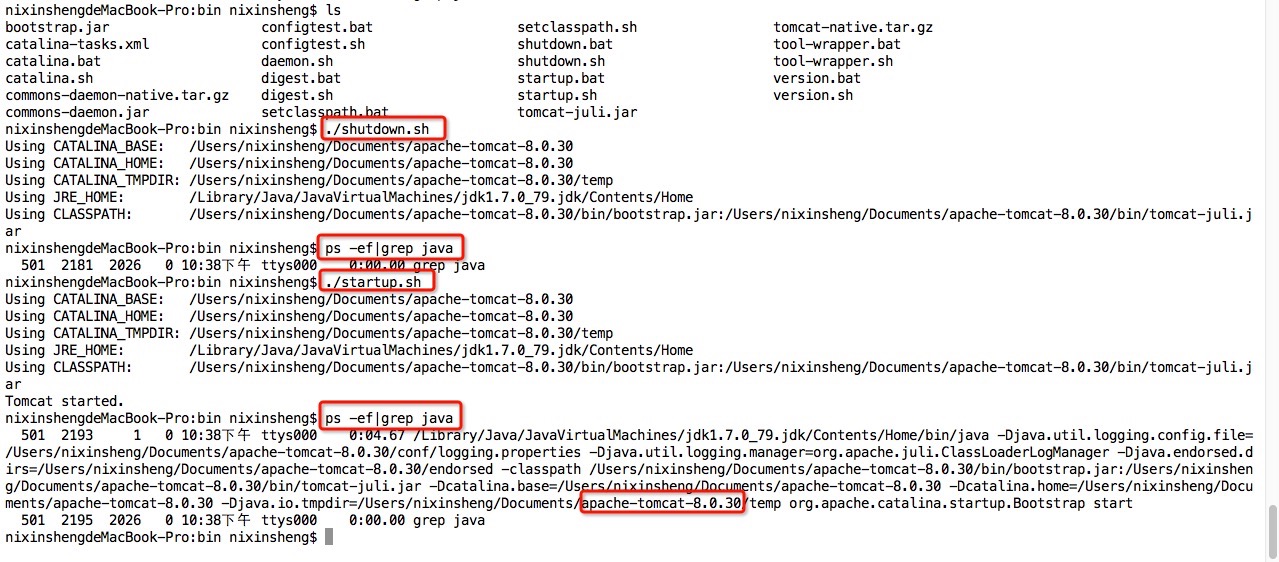 nixinshengdeMacBook-Pro:bin nixinsheng$ ls
bootstrap.jar configtest.bat setclasspath.sh tomcat-native.tar.gz
catalina-tasks.xml configtest.sh shutdown.bat tool-wrapper.bat
catalina.bat daemon.sh shutdown.sh tool-wrapper.sh
catalina.sh digest.bat startup.bat version.bat
commons-daemon-native.tar.gz digest.sh startup.sh version.sh
commons-daemon.jar setclasspath.bat tomcat-juli.jar
nixinshengdeMacBook-Pro:bin nixinsheng$ ./shutdown.sh
Using CATALINA_BASE: /Users/nixinsheng/Documents/apache-tomcat-8.0.30
Using CATALINA_HOME: /Users/nixinsheng/Documents/apache-tomcat-8.0.30
Using CATALINA_TMPDIR: /Users/nixinsheng/Documents/apache-tomcat-8.0.30/temp
Using JRE_HOME: /Library/Java/JavaVirtualMachines/jdk1.7.0_79.jdk/Contents/Home
Using CLASSPATH: /Users/nixinsheng/Documents/apache-tomcat-8.0.30/bin/bootstrap.jar:/Users/nixinsheng/Documents/apache-tomcat-8.0.30/bin/tomcat-juli.j
ar
nixinshengdeMacBook-Pro:bin nixinsheng$ ps -ef|grep java
501 2181 2026 0 10:38下午 ttys000 0:00.00 grep java
nixinshengdeMacBook-Pro:bin nixinsheng$ ./startup.sh
Using CATALINA_BASE: /Users/nixinsheng/Documents/apache-tomcat-8.0.30
Using CATALINA_HOME: /Users/nixinsheng/Documents/apache-tomcat-8.0.30
Using CATALINA_TMPDIR: /Users/nixinsheng/Documents/apache-tomcat-8.0.30/temp
Using JRE_HOME: /Library/Java/JavaVirtualMachines/jdk1.7.0_79.jdk/Contents/Home
Using CLASSPATH: /Users/nixinsheng/Documents/apache-tomcat-8.0.30/bin/bootstrap.jar:/Users/nixinsheng/Documents/apache-tomcat-8.0.30/bin/tomcat-juli.j
ar
Tomcat started.
nixinshengdeMacBook-Pro:bin nixinsheng$ ps -ef|grep java
501 2193 1 0 10:38下午 ttys000 0:04.67 /Library/Java/JavaVirtualMachines/jdk1.7.0_79.jdk/Contents/Home/bin/java -Djava.util.logging.config.file=
/Users/nixinsheng/Documents/apache-tomcat-8.0.30/conf/logging.properties -Djava.util.logging.manager=org.apache.juli.ClassLoaderLogManager -Djava.endorsed.d
irs=/Users/nixinsheng/Documents/apache-tomcat-8.0.30/endorsed -classpath /Users/nixinsheng/Documents/apache-tomcat-8.0.30/bin/bootstrap.jar:/Users/nixinshen
g/Documents/apache-tomcat-8.0.30/bin/tomcat-juli.jar -Dcatalina.base=/Users/nixinsheng/Documents/apache-tomcat-8.0.30 -Dcatalina.home=/Users/nixinsheng/Docu
ments/apache-tomcat-8.0.30 -Djava.io.tmpdir=/Users/nixinsheng/Documents/apache-tomcat-8.0.30/temp org.apache.catalina.startup.Bootstrap start
501 2195 2026 0 10:38下午 ttys000 0:00.00 grep java
nixinshengdeMacBook-Pro:bin nixinsheng$